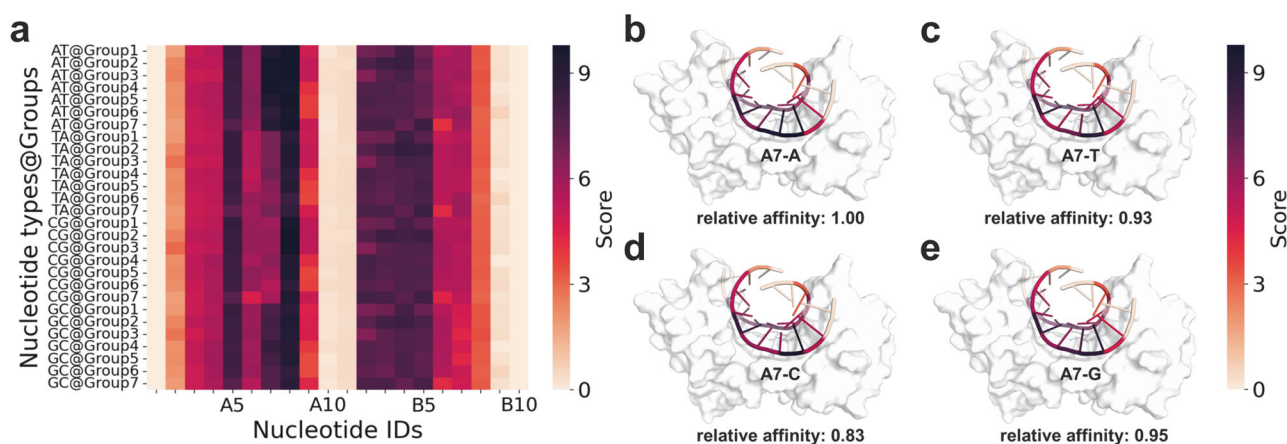 a
AT@Group1
AT@Group2
AT@Group3
AT@Group4
AT@Group5
AT@Group6
AT@Group7
TA@Group1
TA@Group2
TA@Group3
TA@Group4
TA@Group5
TA@Group6
TA@Group7
CG@Group1
CG@Group2
CG@Group3
CG@Group4
CG@Group5
CG@Group6
CG@Group7
GC@Group1
GC@Group2
GC@Group3
GC@Group4
GC@Group5
GC@Group6
GC@Group7
Nucleotide types@Groups
A5 A10 B5 B10
Nucleotide IDs
9
6
3
0
Score
b
A7-A
relative affinity: 1.00
c
A7-T
relative affinity: 0.93
d
A7-C
relative affinity: 0.83
e
A7-G
relative affinity: 0.95
9
6
3
0
Score